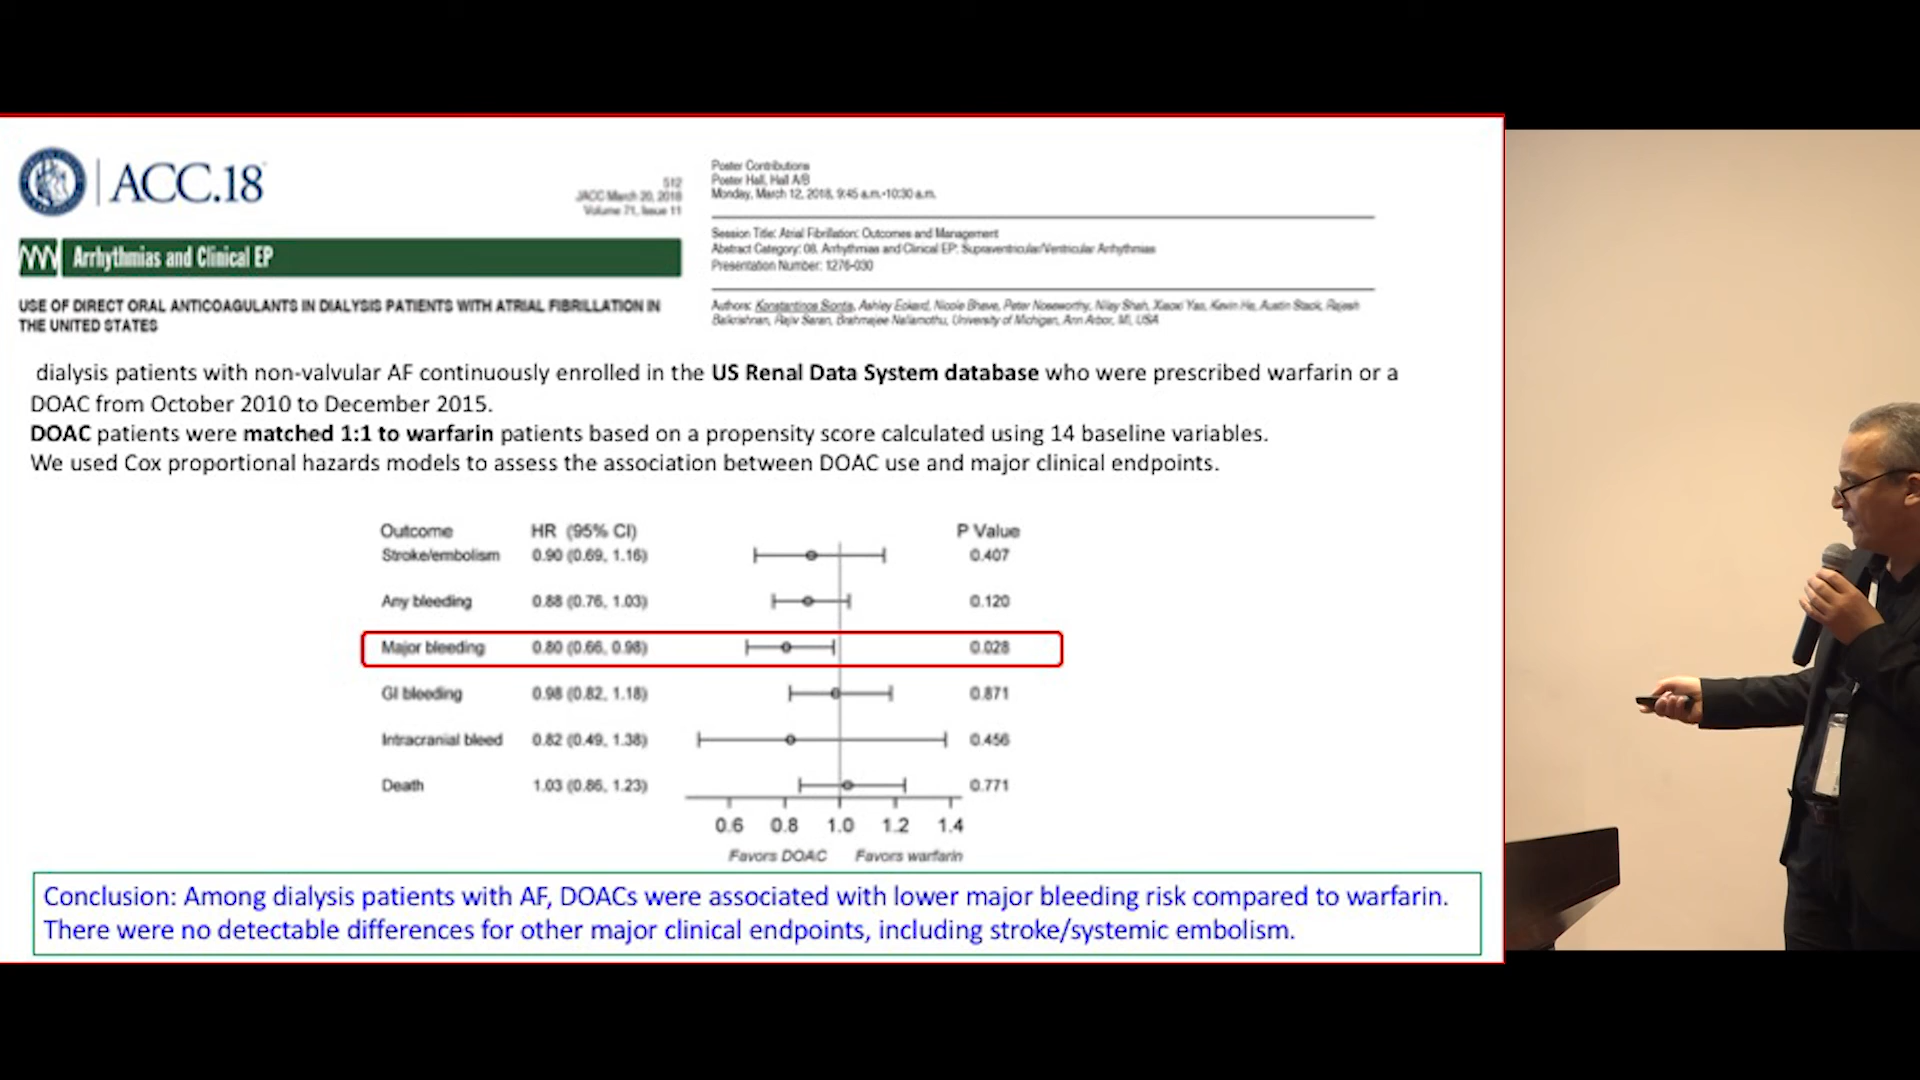 ACC.18
512
JACC March 20, 2018
Volume 71, Issue 11
Arrhythmias and Clinical EP
USE OF DIRECT ORAL ANTICOAGULANTS IN DIALYSIS PATIENTS WITH ATRIAL FIBRILLATION IN
THE UNITED STATES
Poster Contributions
Poster Hall, Hall A/B
Monday, March 12, 2018, 9:45 a.m.-10:30 a.m.
Session Title: Atrial Fibrillation: Outcomes and Management
Abstract Category: 08. Arrhythmias and Clinical EP: Supraventricular/Ventricular Arrhythmias
Presentation Number: 1276-030
Authors: Konstantinos Siontis, Ashley Eckard, Nicole Bhave, Peter Noseworthy, Nilay Shah, Xiaoxi Yao, Kevin He, Austin Stack, Rajesh
Balkrishnan, Rajiv Saran, Brahmajee Nallamothu, University of Michigan, Ann Arbor, MI, USA
dialysis patients with non-valvular AF continuously enrolled in the US Renal Data System database who were prescribed warfarin or a
DOAC from October 2010 to December 2015.
DOAC patients were matched 1:1 to warfarin patients based on a propensity score calculated using 14 baseline variables.
We used Cox proportional hazards models to assess the association between DOAC use and major clinical endpoints.
Outcome HR (95% CI) P Value
Stroke/embolism 0.90 (0.69, 1.16) 0.407
Any bleeding 0.88 (0.76, 1.03) 0.120
Major bleeding 0.80 (0.66, 0.98) 0.028
GI bleeding 0.98 (0.82, 1.18) 0.871
Intracranial bleed 0.82 (0.49, 1.38) 0.456
Death 1.03 (0.86, 1.23) 0.771
0.6 0.8 1.0 1.2 1.4
Favors DOAC Favors warfarin
Conclusion: Among dialysis patients with AF, DOACs were associated with lower major bleeding risk compared to warfarin.
There were no detectable differences for other major clinical endpoints, including stroke/systemic embolism.